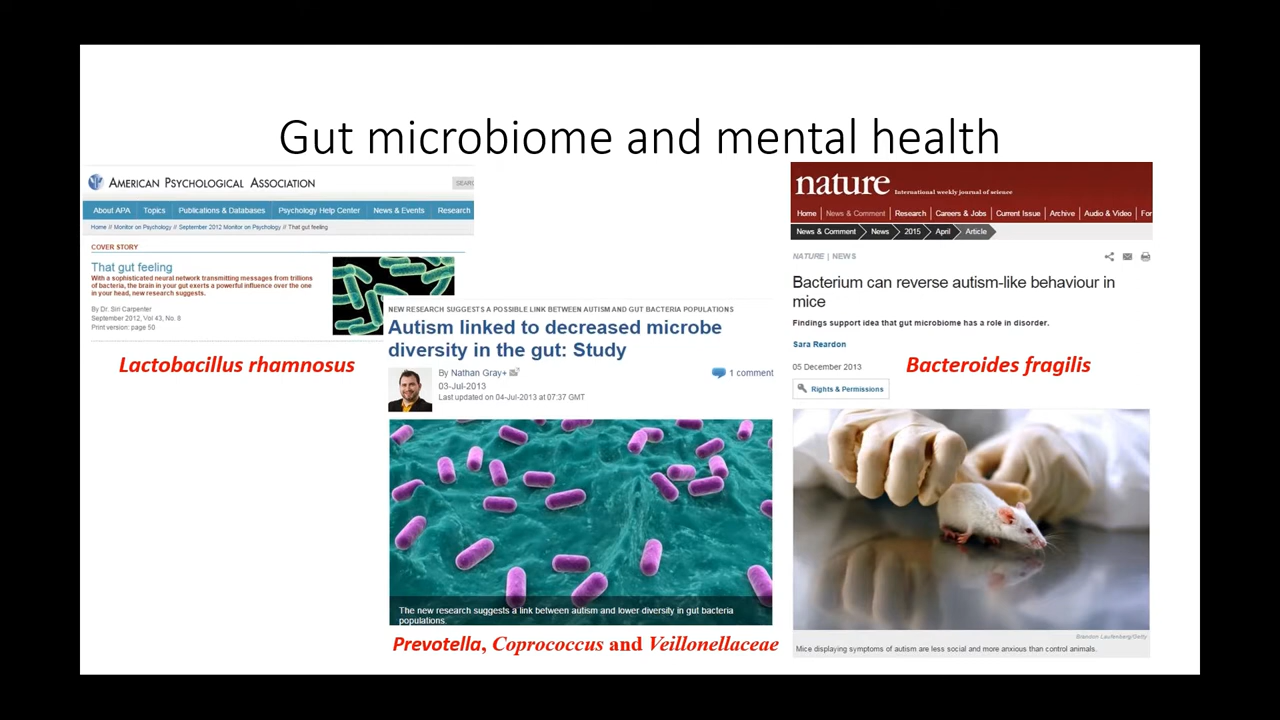 Gut microbiome and mental health
AMERICAN PSYCHOLOGICAL ASSOCIATION
SEARC
About APA Topics Publications & Databases Psychology Help Center News & Events Research
Home // Monitor on Psychology // September 2012 Monitor on Psychology // That gut feeling
COVER STORY
That gut feeling
With a sophisticated neural network transmitting messages from trillions
of bacteria, the brain in your gut exerts a powerful influence over the one
in your head, new research suggests.
By Dr. Siri Carpenter
September 2012, Vol 43, No. 8
Print version: page 50
Lactobacillus rhamnosus
NEW RESEARCH SUGGESTS A POSSIBLE LINK BETWEEN AUTISM AND GUT BACTERIA POPULATIONS
Autism linked to decreased microbe
diversity in the gut: Study
By Nathan Gray+
1 comment
03-Jul-2013
Last updated on 04-Jul-2013 at 07:37 GMT
The new research suggests a link between autism and lower diversity in gut bacteria
populations.
Prevotella, Coprococcus and Veillonellaceae
nature International weekly journal of science
Home News & Comment Research Careers & Jobs Current Issue Archive Audio & Video For
News & Comment News 2015 April Article
NATURE | NEWS
Bacterium can reverse autism-like behaviour in
mice
Findings support idea that gut microbiome has a role in disorder.
Sara Reardon
05 December 2013
Bacteroides fragilis
Rights & Permissions
Brandon Laufenberg/Getty
Mice displaying symptoms of autism are less social and more anxious than control animals.